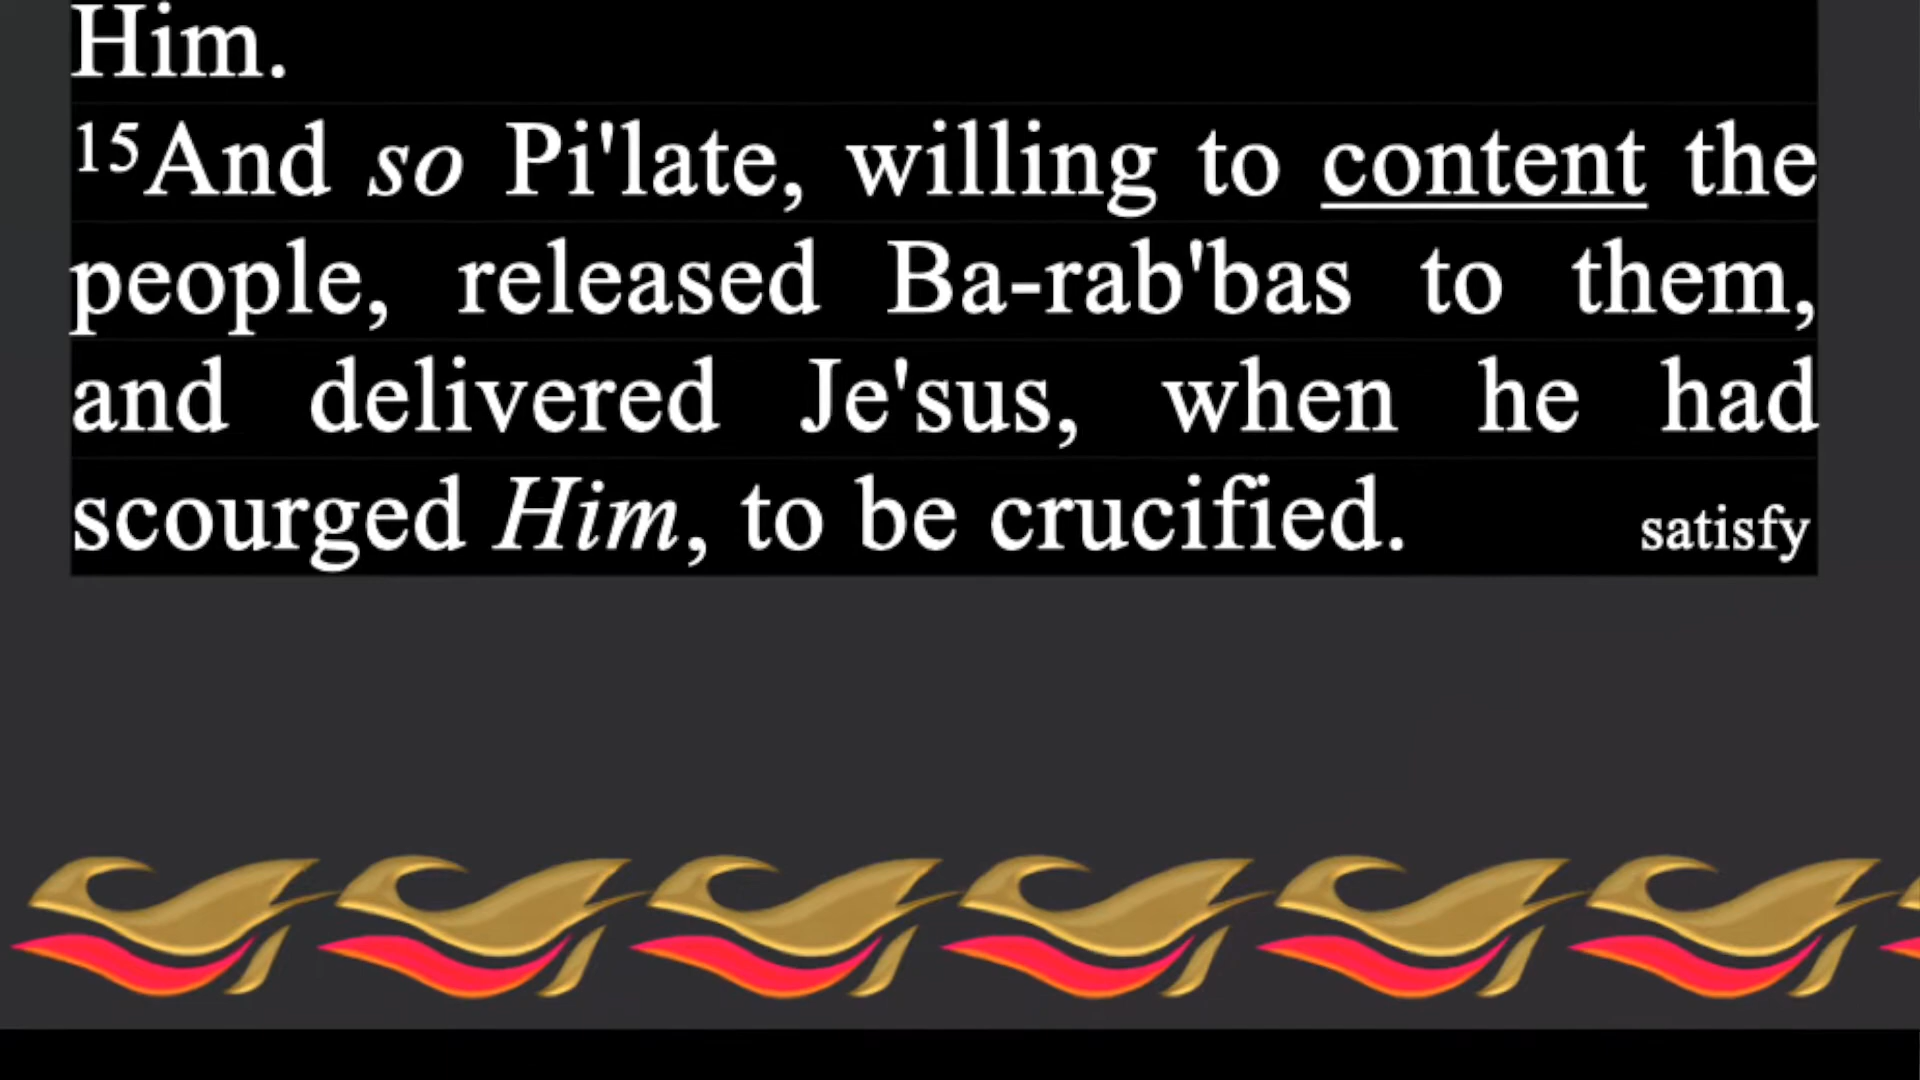 Him.
15And so Pi'late, willing to content the
people, released Ba-rab'bas to them,
and delivered Je'sus, when he had
scourged Him, to be crucified. satisfy